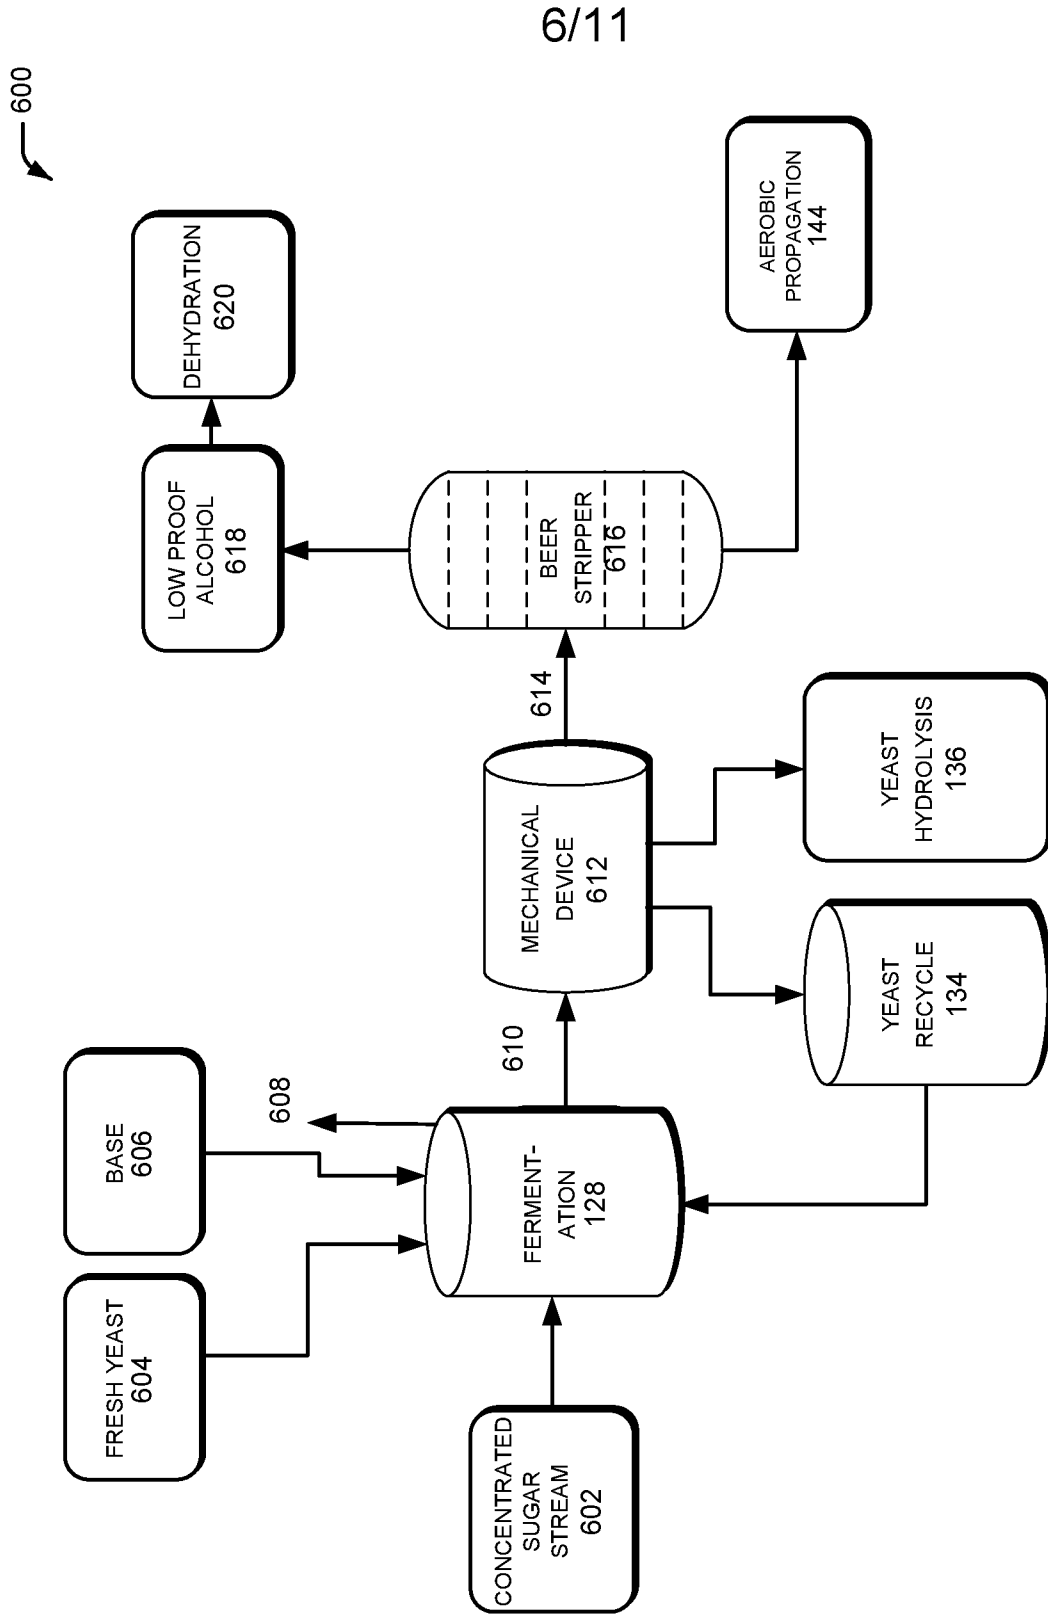 6/11
600
FRESH YEAST
604
BASE
606
608
LOW PROOF
ALCOHOL
618
DEHYDRATION
620
CONCENTRATED
SUGAR
STREAM
602
FERMENT-
ATION
128
610
MECHANICAL
DEVICE
612
614
BEER
STRIPPER
616
YEAST
RECYCLE
134
YEAST
HYDROLYSIS
136
AEROBIC
PROPAGATION
144